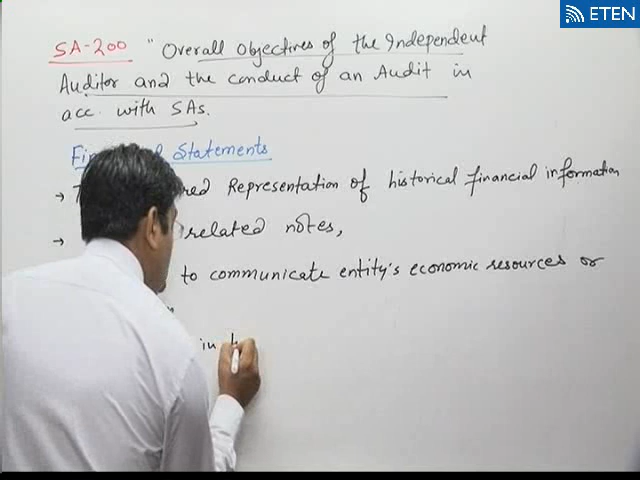 ETEN
SA-200 "Overall Objectives of the Independent
Auditor and the conduct of an Audit in
acc. with SAs.
Statements
→ Representation of historical financial information
→ related notes,
to communicate entity's economic resources or
in